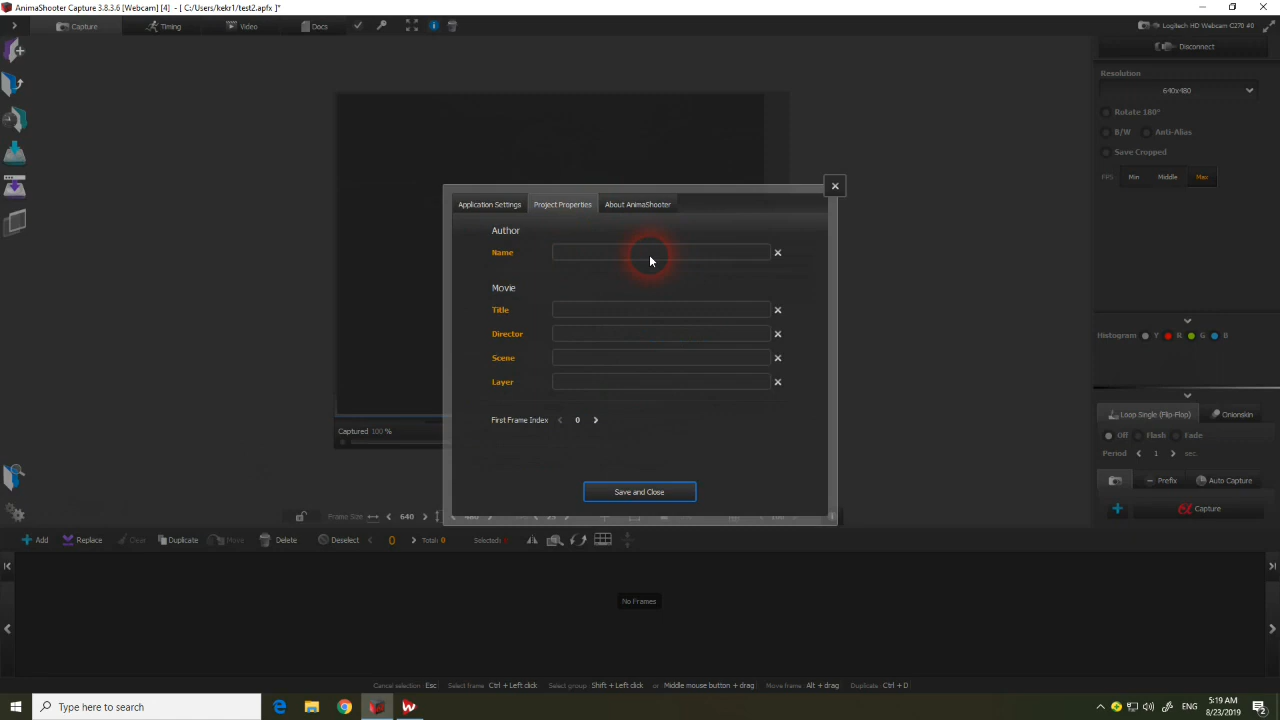 AnimaShooter Capture 3.8.3.6 [Webcam] [4]  - [ C:/Users/kekr1/test2.apfx ]*
Capture Timing Video Docs Logitech HD Webcam C270 #0
Disconnect
Resolution
640x480
Rotate 180°
B/W Anti-Alias
Save Cropped
FPS Min Middle Max
Application Settings Project Properties About AnimaShooter
Author
Name
Movie
Title
Director
Scene
Layer
First Frame Index 0
Save and Close
Histogram Y R G B
Captured 100 %
Loop Single (Flip-Flop) Onionskin
Off Flash Fade
Period 1 sec.
Prefix Auto Capture
Capture
Frame Size 640
Add Replace Clear Duplicate Move Delete Deselect 0 Total: 0 Selected: 0
No Frames
Cancel selection Esc Select frame Ctrl + Left click Select group Shift + Left click or Middle mouse button + drag Move frame Alt + drag Duplicate Ctrl + D
Type here to search
ENG
5:19 AM
8/23/2019
2